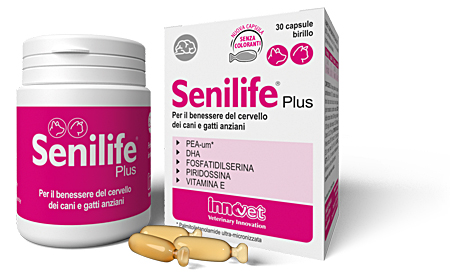 Senilife®
Plus
Per il benessere del cervello
dei cani e gatti anziani
NUOVA CAPSULA
SENZA
COLORANTI
30 capsule
birillo
Senilife® Plus
Per il benessere del cervello
dei cani e gatti anziani
PEA-um*
DHA
FOSFATIDILSERINA
PIRIDOSSINA
VITAMINA E
Innovet
Veterinary Innovation
* Palmitoiletanolamide ultra-micronizzata